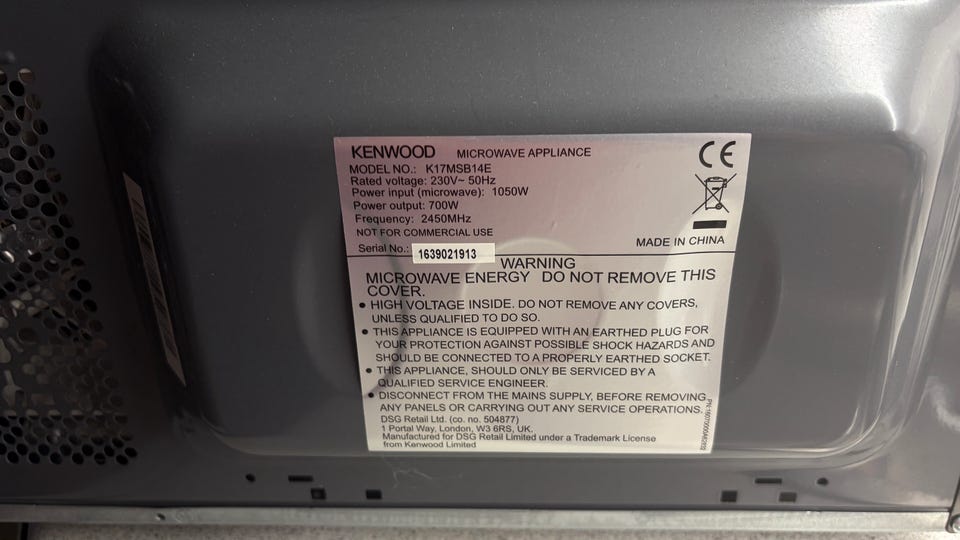 KENWOOD MICROWAVE APPLIANCE
CE
MODEL NO.: K17MSB14E
Rated voltage: 230V~ 50Hz
Power input (microwave): 1050W
Power output: 700W
Frequency: 2450MHz
NOT FOR COMMERCIAL USE
MADE IN CHINA
Serial No.: 1639021913
WARNING
MICROWAVE ENERGY DO NOT REMOVE THIS
COVER.
• HIGH VOLTAGE INSIDE. DO NOT REMOVE ANY COVERS,
UNLESS QUALIFIED TO DO SO.
• THIS APPLIANCE IS EQUIPPED WITH AN EARTHED PLUG FOR
YOUR PROTECTION AGAINST POSSIBLE SHOCK HAZARDS AND
SHOULD BE CONNECTED TO A PROPERLY EARTHED SOCKET.
• THIS APPLIANCE, SHOULD ONLY BE SERVICED BY A
QUALIFIED SERVICE ENGINEER.
• DISCONNECT FROM THE MAINS SUPPLY, BEFORE REMOVING
ANY PANELS OR CARRYING OUT ANY SERVICE OPERATIONS.
DSG Retail Ltd. (co. no. 504877)
1 Portal Way, London, W3 6RS, UK.
Manufactured for DSG Retail Limited under a Trademark License
from Kenwood Limited